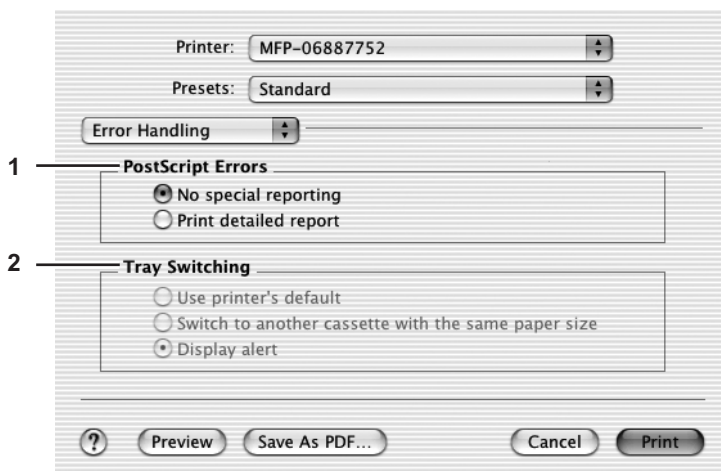 Printer: MFP-06887752
Presets: Standard
Error Handling
1 PostScript Errors
No special reporting
Print detailed report
2 Tray Switching
Use printer's default
Switch to another cassette with the same paper size
Display alert
? Preview Save As PDF... Cancel Print